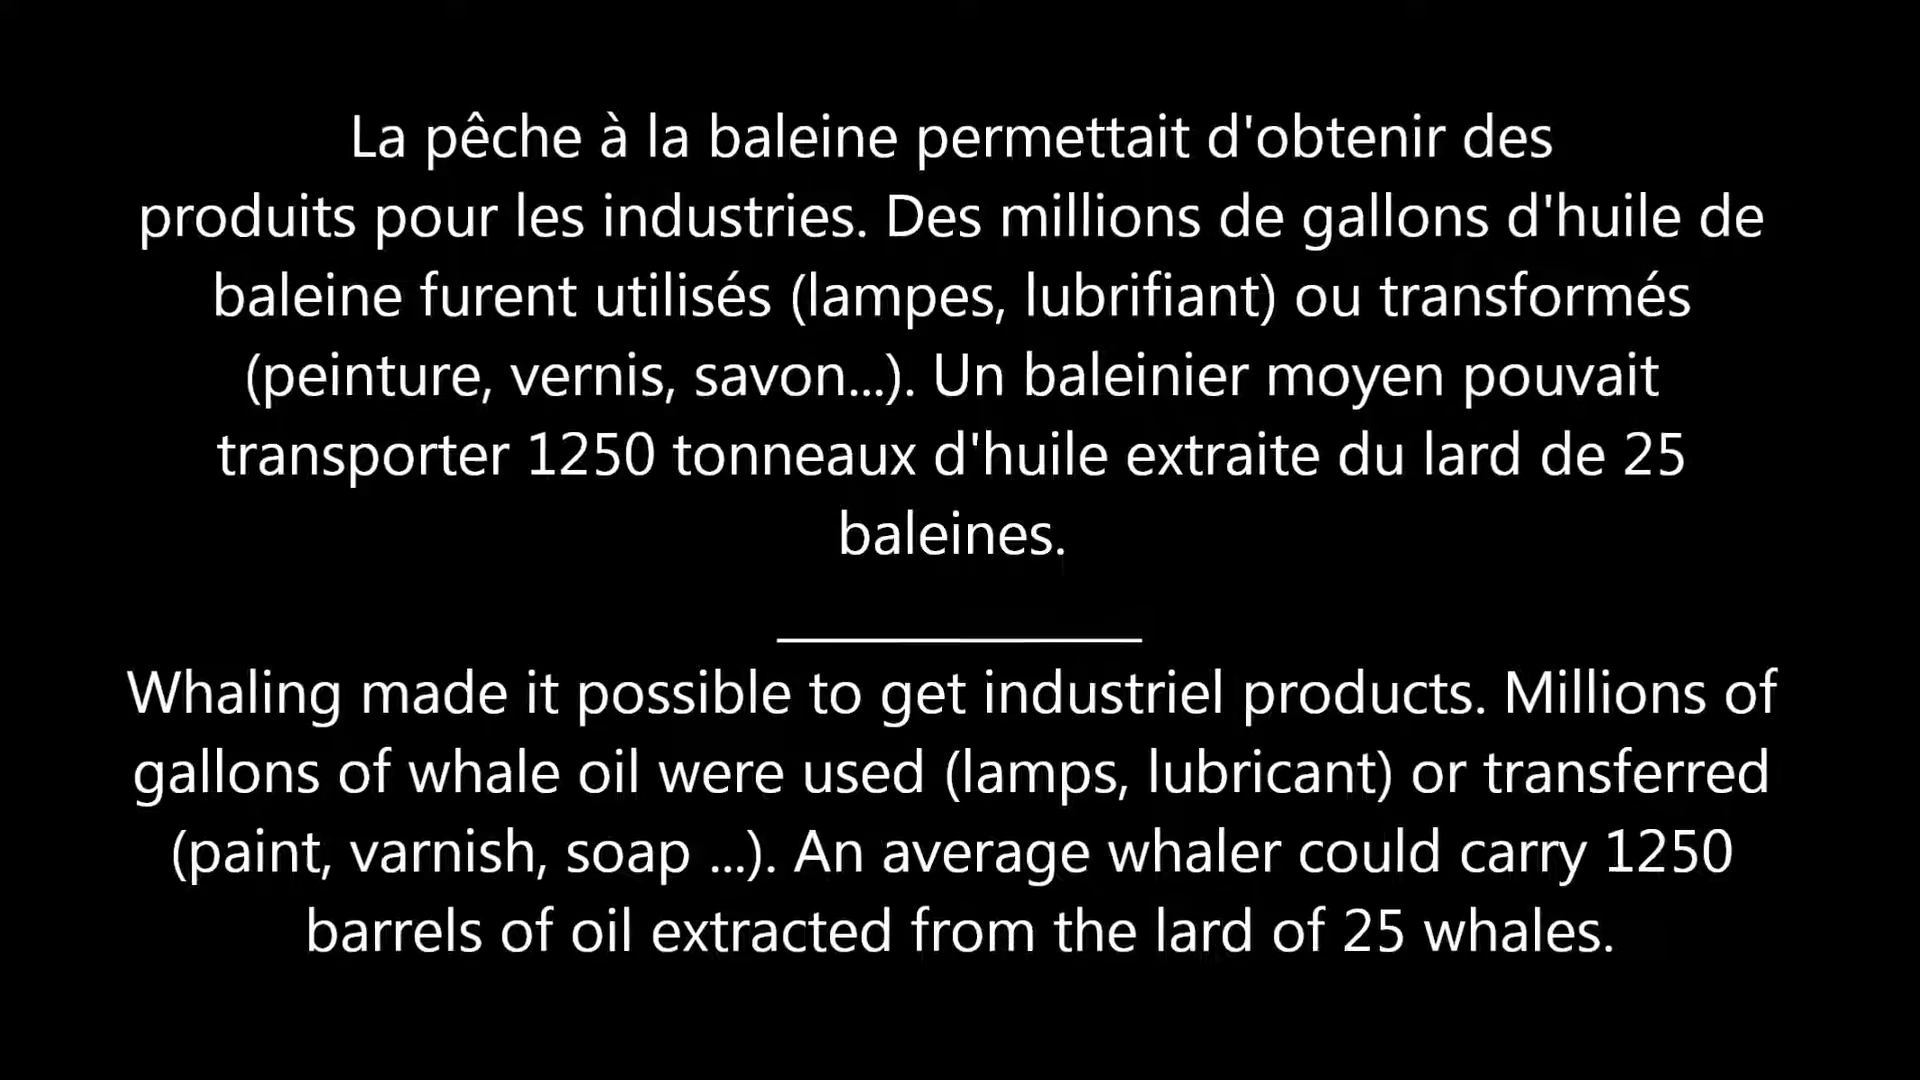 La pêche à la baleine permettait d'obtenir des
produits pour les industries. Des millions de gallons d'huile de
baleine furent utilisés (lampes, lubrifiant) ou transformés
(peinture, vernis, savon...). Un baleinier moyen pouvait
transporter 1250 tonneaux d'huile extraite du lard de 25
baleines.
Whaling made it possible to get industriel products. Millions of
gallons of whale oil were used (lamps, lubricant) or transferred
(paint, varnish, soap ...). An average whaler could carry 1250
barrels of oil extracted from the lard of 25 whales.